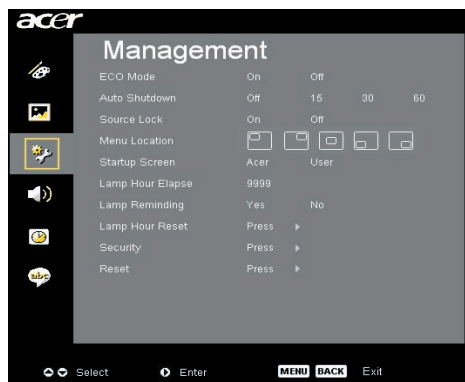 acer
Management
ECO Mode On Off
Auto Shutdown Off 15 30 60
Source Lock On Off
Menu Location
Startup Screen Acer User
Lamp Hour Elapse 9999
Lamp Reminding Yes No
Lamp Hour Reset Press
Security Press
Reset Press
abc
Select Enter MENU BACK Exit